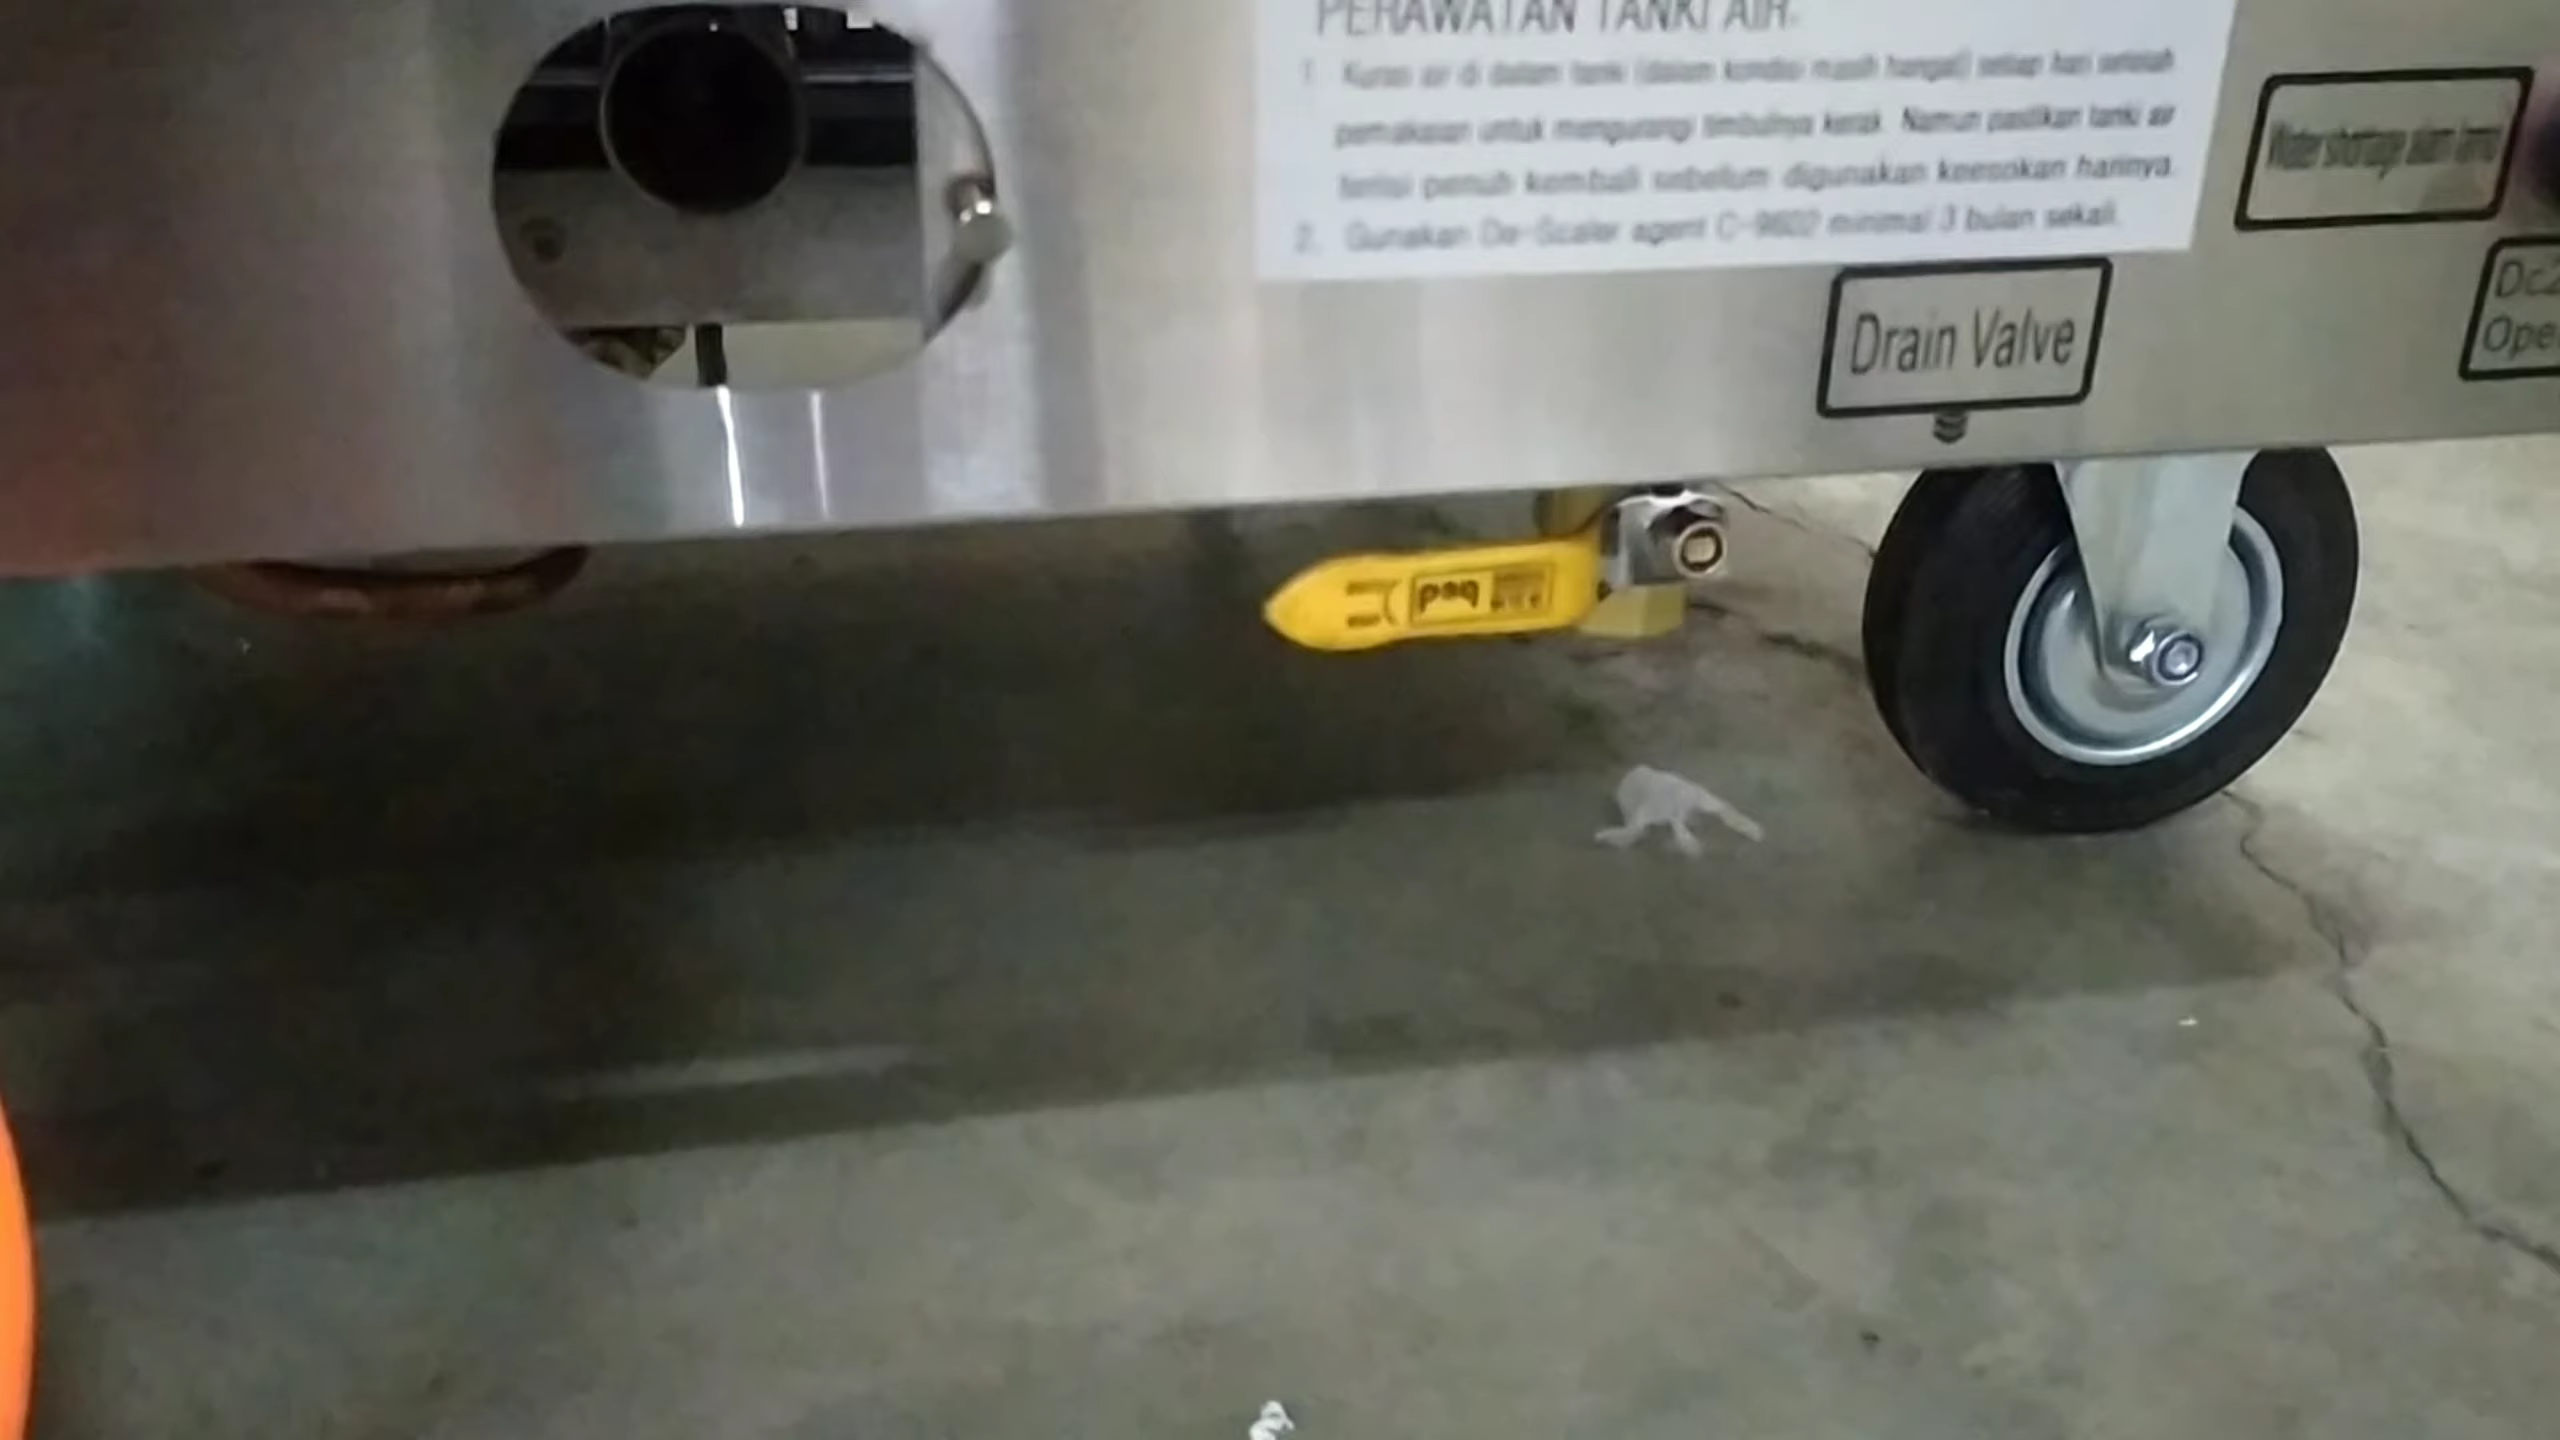 PERAWATAN TANKI AIR
1. Kuras air di dalam tanki (dalam kondisi masih hangat) setiap hari setelah
pemakaian untuk mengurangi timbulnya kerak. Namun pastikan tanki air
terisi penuh kembali sebelum digunakan keesokan harinya.
2. Gunakan De-Scaler agent C-9602 minimal 3 bulan sekali.
Water shortage alarm lamp
Drain Valve
Dc2
Ope